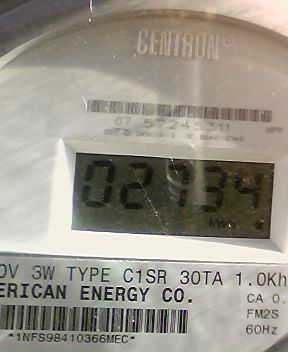 CENTRON®
07 57245311
02734
kWh
0V 3W TYPE C1SR 30TA 1.0Kh
ERICAN ENERGY CO.
CA 0.
FM2S
60Hz
*1NFS98410366MEC*